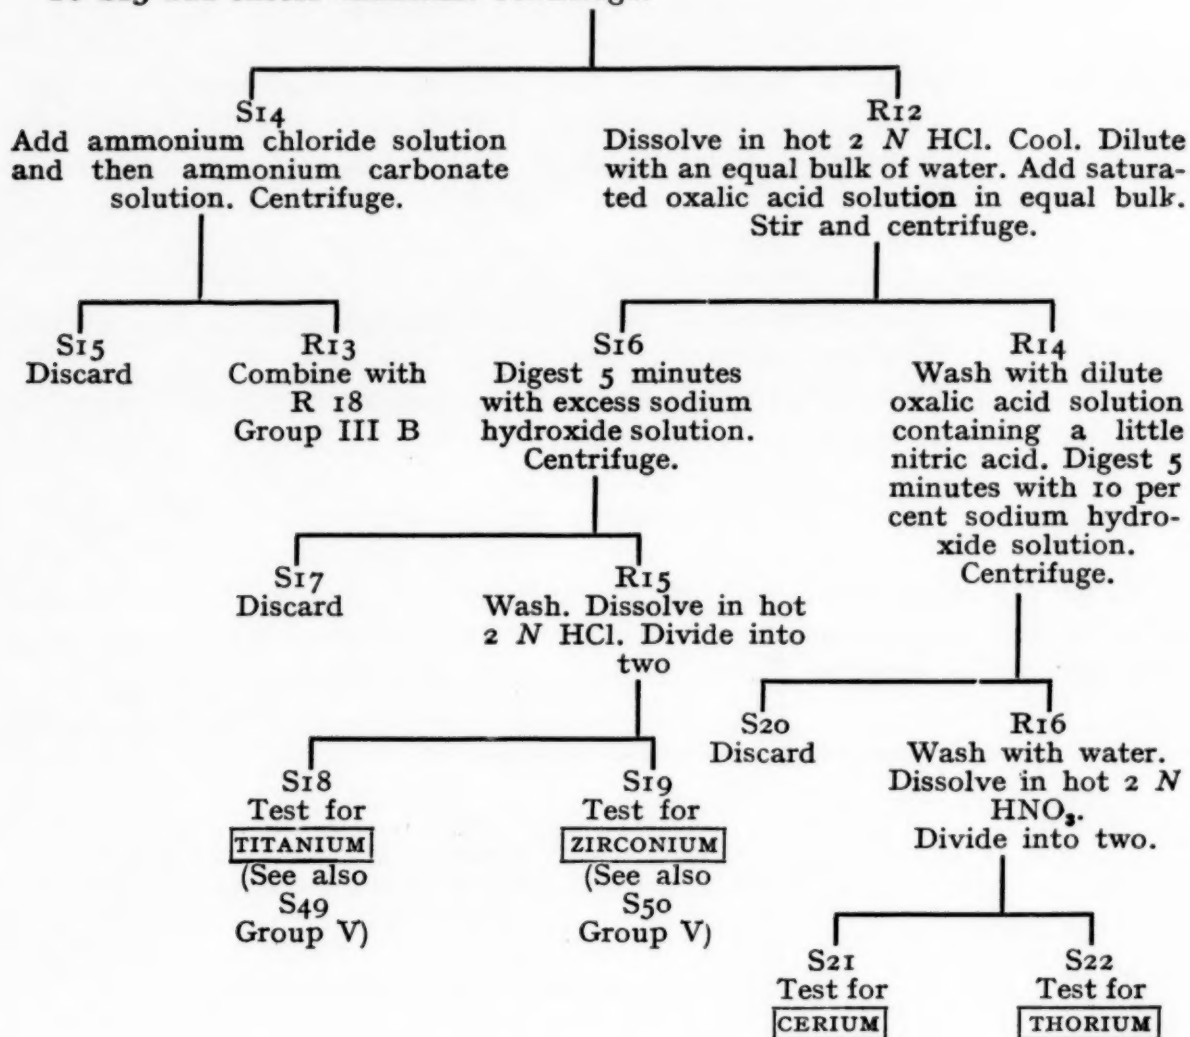 S14
Add ammonium chloride solution
and then ammonium carbonate
solution. Centrifuge.
R12
Dissolve in hot 2 N HCl. Cool. Dilute
with an equal bulk of water. Add satura-
ted oxalic acid solution in equal bulk.
Stir and centrifuge.
S15
Discard
R13
Combine with
R 18
Group III B
S16
Digest 5 minutes
with excess sodium
hydroxide solution.
Centrifuge.
R14
Wash with dilute
oxalic acid solution
containing a little
nitric acid. Digest 5
minutes with 10 per
cent sodium hydro-
xide solution.
Centrifuge.
S17
Discard
R15
Wash. Dissolve in hot
2 N HCl. Divide into
two
S20
Discard
R16
Wash with water.
Dissolve in hot 2 N
HNO₃.
Divide into two.
S18
Test for
TITANIUM
(See also
S49
Group V)
S19
Test for
ZIRCONIUM
(See also
S50
Group V)
S21
Test for
CERIUM
S22
Test for
THORIUM